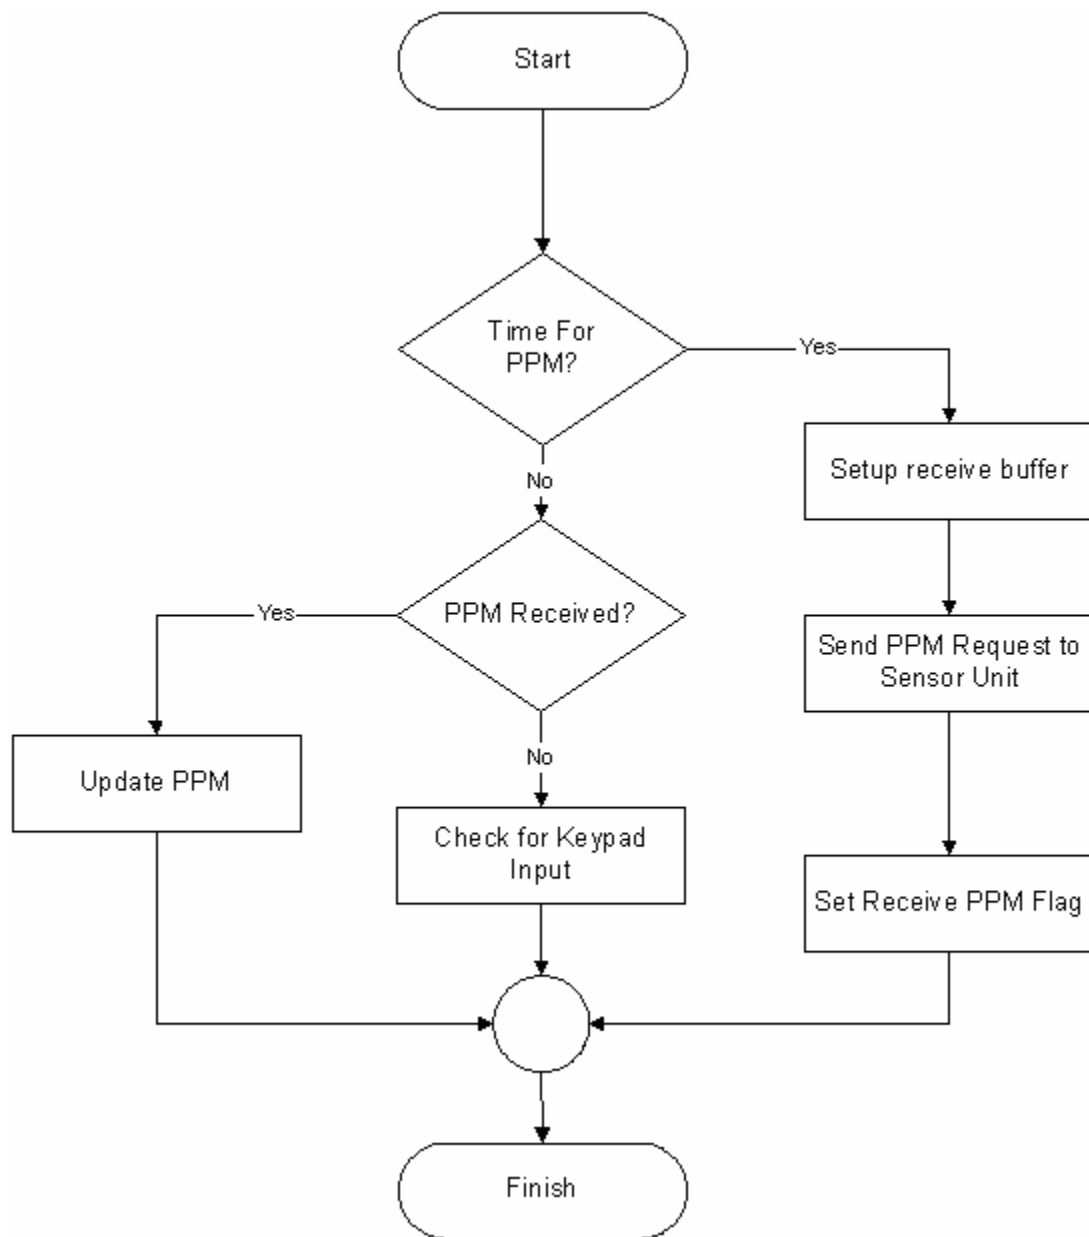 Start
Time For
PPM?
Yes
No
Setup receive buffer
PPM Received?
Yes
No
Send PPM Request to
Sensor Unit
Update PPM
Check for Keypad
Input
Set Receive PPM Flag
Finish